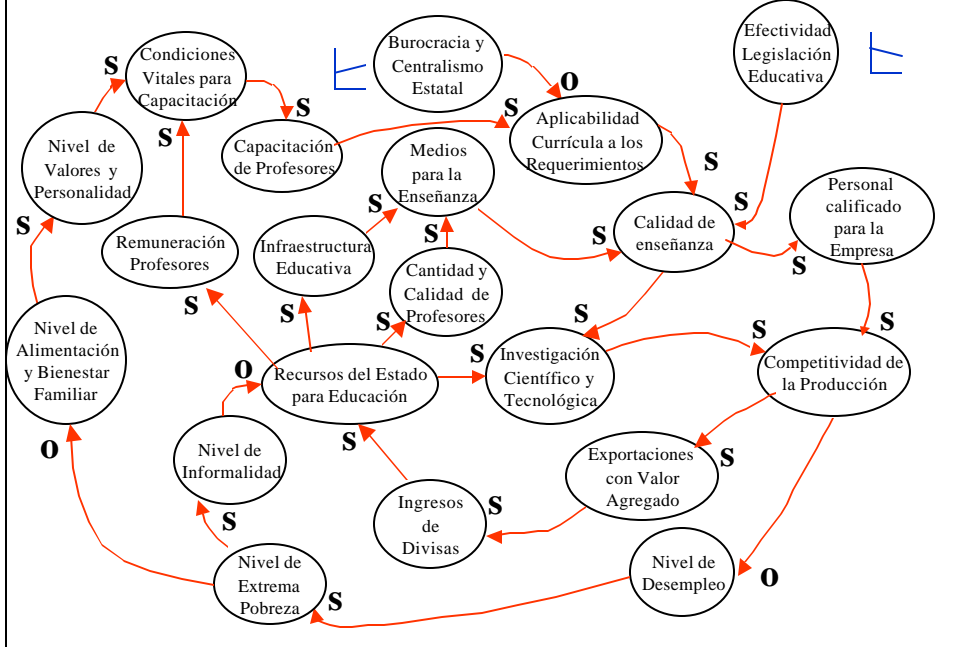 Condiciones
Vitales para
Capacitación
S
S
S
Burocracia y
Centralismo
Estatal
O
S
Efectividad
Legislación
Educativa
S
Nivel de
Valores y
Personalidad
S
Capacitación
de Profesores
Aplicabilidad
Currícula a los
Requerimientos
S
Medios
para la
Enseñanza
S
S
Remuneración
Profesores
S
Infraestructura
Educativa
S
Cantidad y
Calidad de
Profesores
S
Calidad de
enseñanza
S
S
Personal
calificado
para la
Empresa
S
Nivel de
Alimentación
y Bienestar
Familiar
O
O
Recursos del Estado
para Educación
S
S
S
Investigación
Científico y
Tecnológica
S
Competitividad de
la Producción
Nivel de
Informalidad
S
Ingresos
de
Divisas
S
Exportaciones
con Valor
Agregado
S
Nivel de
Extrema
Pobreza
S
Nivel de
Desempleo
O